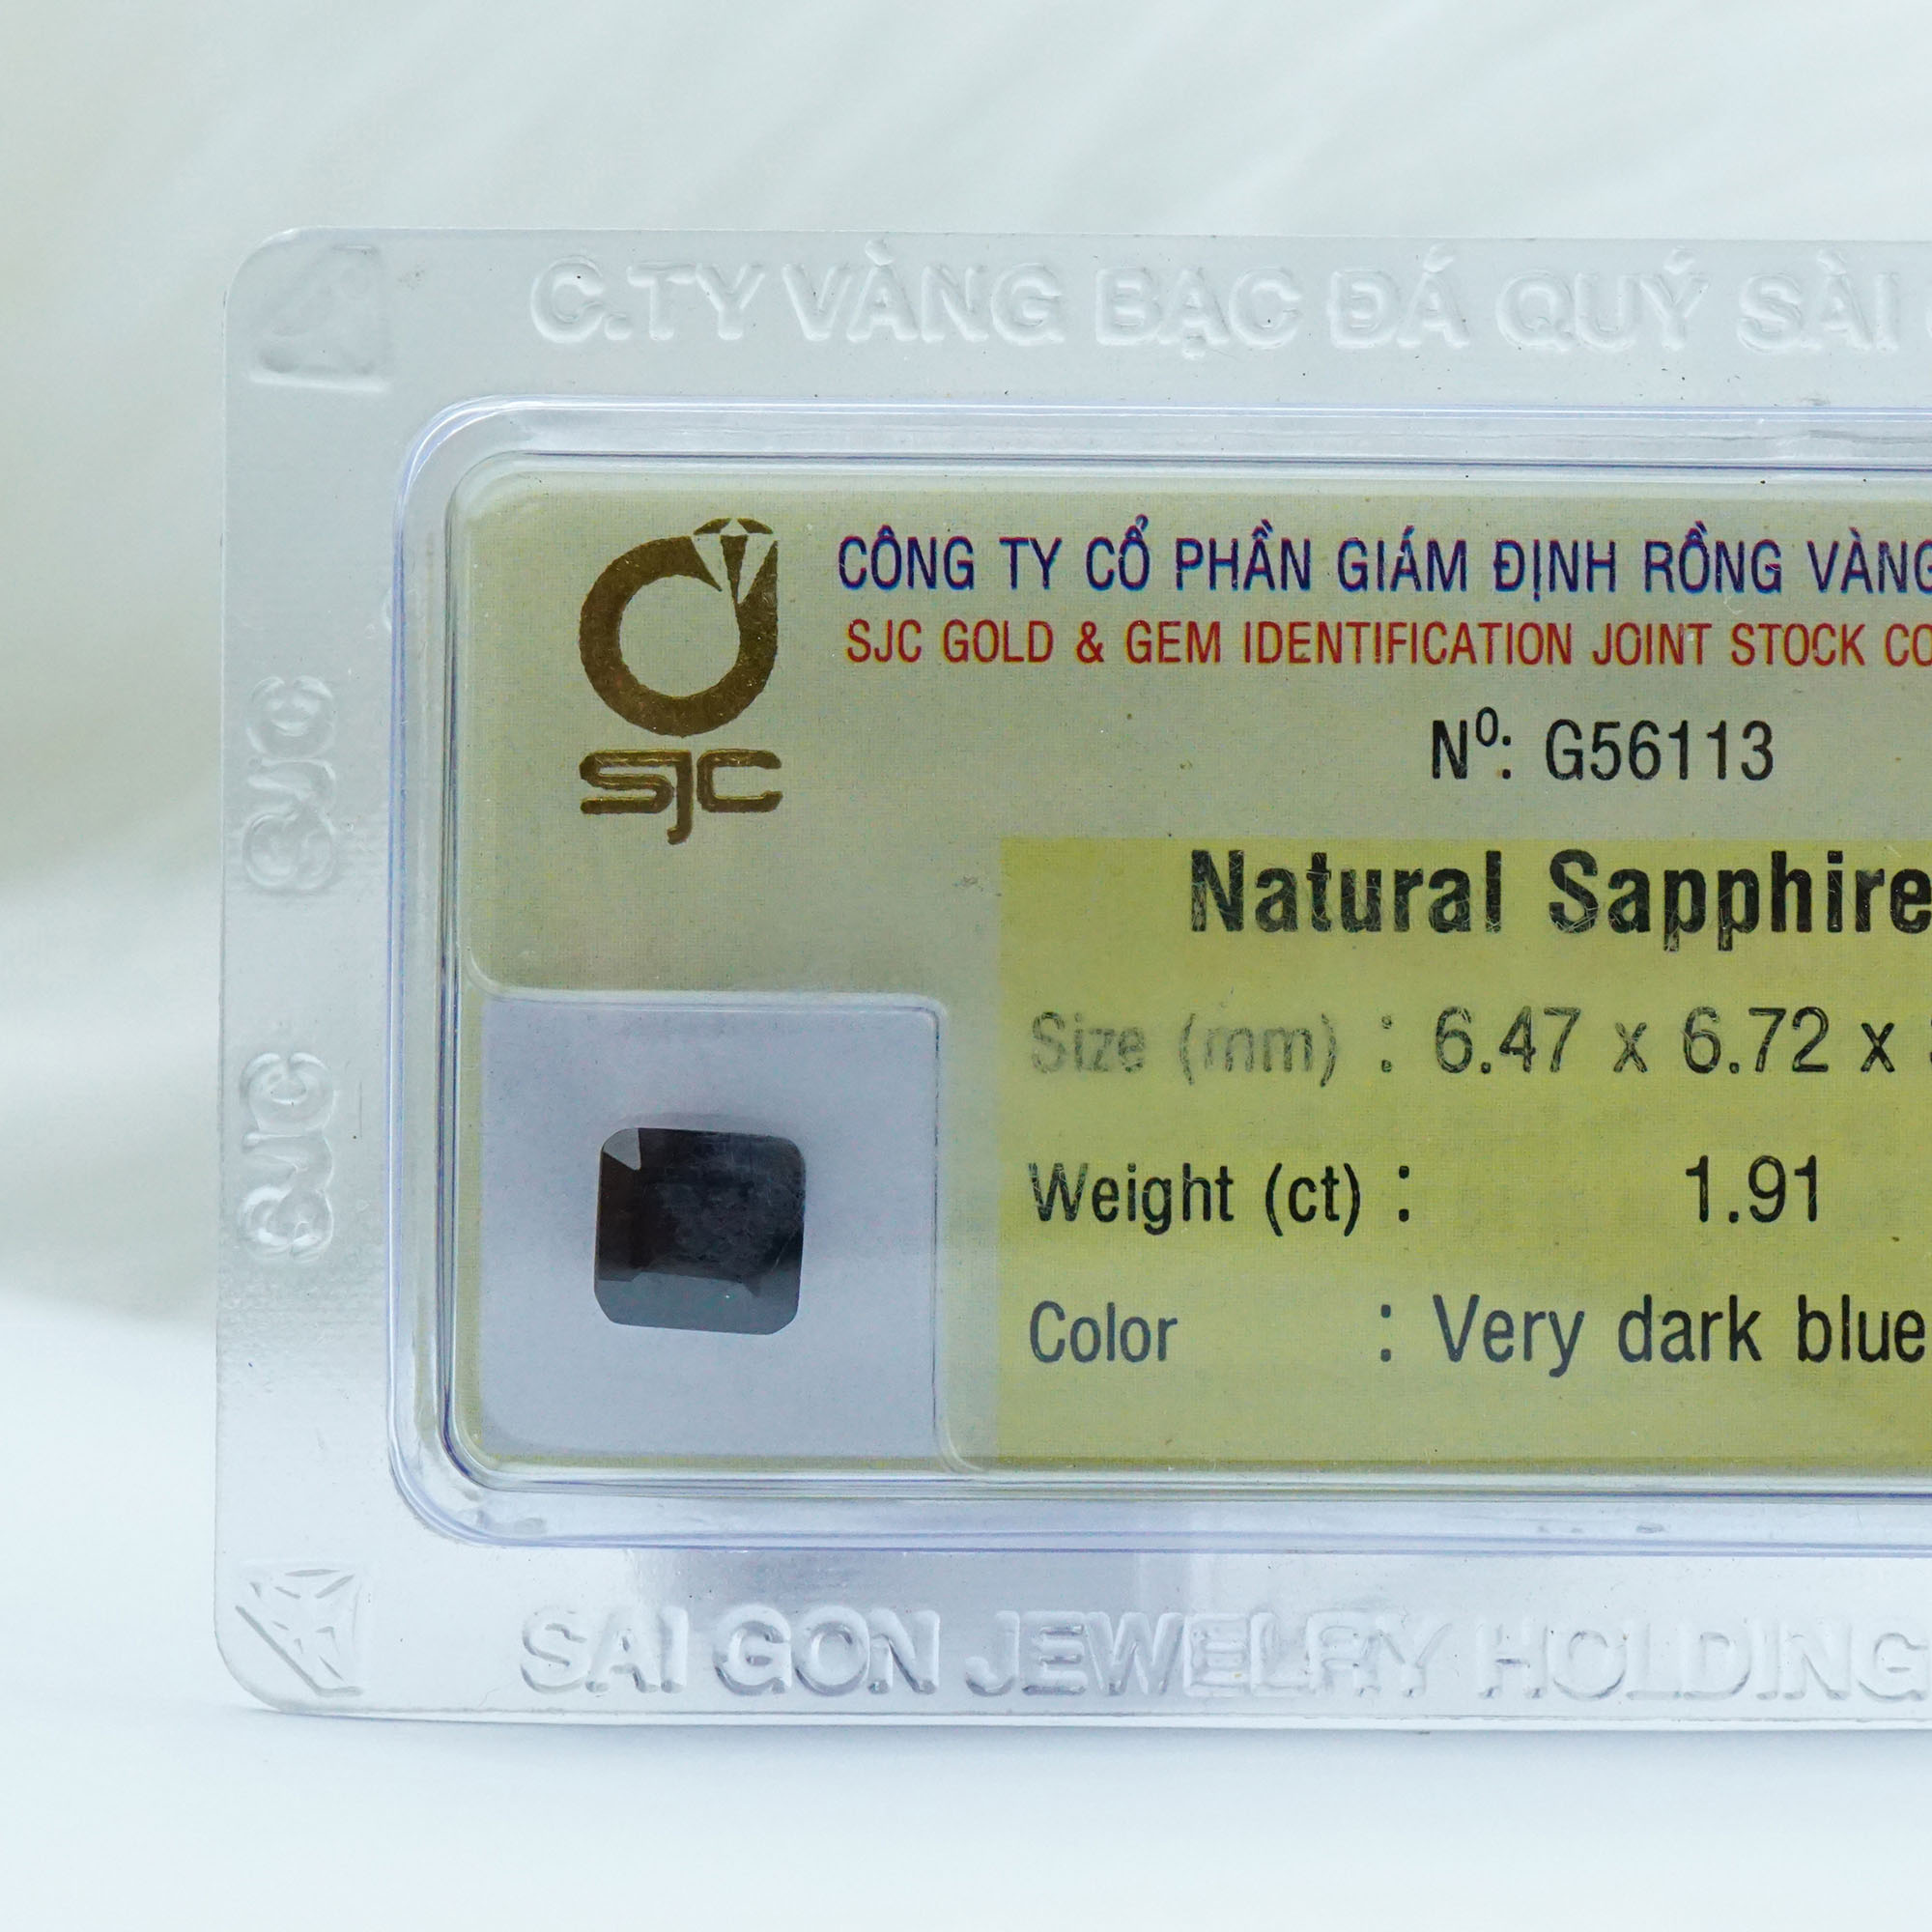 C.TY VÀNG BẠC ĐÁ QUÝ SÀI
SJC
SJC
SJC
CÔNG TY CỔ PHẦN GIÁM ĐỊNH RỒNG VÀNG
SJC GOLD & GEM IDENTIFICATION JOINT STOCK CO
Nº: G56113
Natural Sapphire
Size (mm) : 6.47 x 6.72 x
Weight (ct) : 1.91
Color : Very dark blue
SAI GON JEWELRY HOLDING